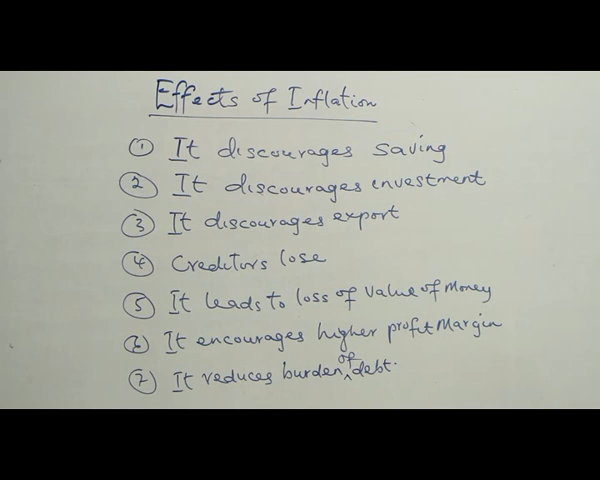 Effects of Inflation
① It discourages saving
② It discourages investment
③ It discourages export
④ Creditors lose
⑤ It leads to loss of value of Money
⑥ It encourages higher profit Margin
⑦ It reduces burden of debt.